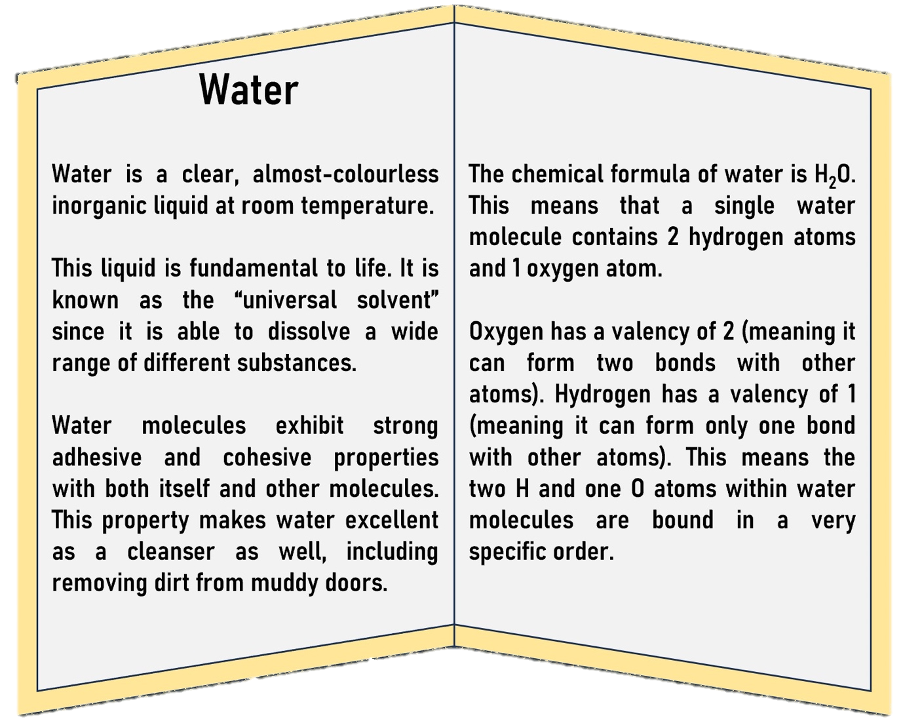 Water
Water is a clear, almost-colourless
inorganic liquid at room temperature.
This liquid is fundamental to life. It is
known as the “universal solvent”
since it is able to dissolve a wide
range of different substances.
Water molecules exhibit strong
adhesive and cohesive properties
with both itself and other molecules.
This property makes water excellent
as a cleanser as well, including
removing dirt from muddy doors.
The chemical formula of water is H₂O.
This means that a single water
molecule contains 2 hydrogen atoms
and 1 oxygen atom.
Oxygen has a valency of 2 (meaning it
can form two bonds with other
atoms). Hydrogen has a valency of 1
(meaning it can form only one bond
with other atoms). This means the
two H and one O atoms within water
molecules are bound in a very
specific order.